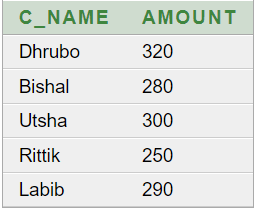 C_NAME AMOUNT
Dhrubo 320
Bishal 280
Utsha 300
Rittik 250
Labib 290